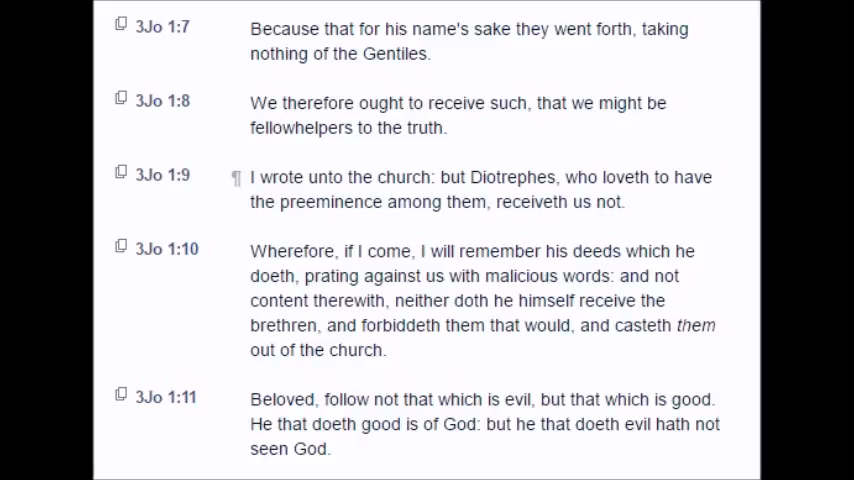 3Jo 1:7 Because that for his name's sake they went forth, taking
nothing of the Gentiles.
3Jo 1:8 We therefore ought to receive such, that we might be
fellowhelpers to the truth.
3Jo 1:9 ¶ I wrote unto the church: but Diotrephes, who loveth to have
the preeminence among them, receiveth us not.
3Jo 1:10 Wherefore, if I come, I will remember his deeds which he
doeth, prating against us with malicious words: and not
content therewith, neither doth he himself receive the
brethren, and forbiddeth them that would, and casteth them
out of the church.
3Jo 1:11 Beloved, follow not that which is evil, but that which is good.
He that doeth good is of God: but he that doeth evil hath not
seen God.